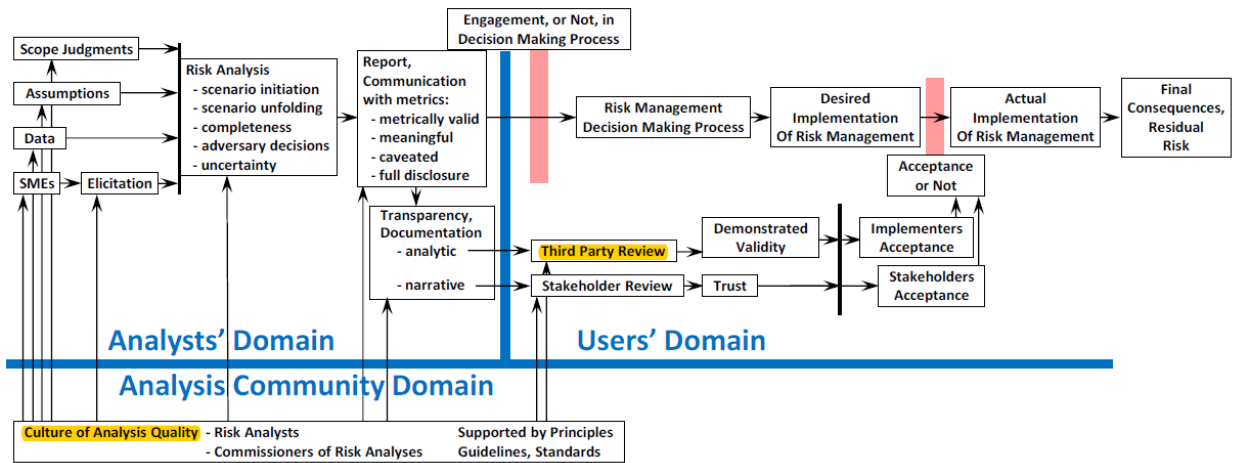 Engagement, or Not, in
Decision Making Process
Scope Judgments
Assumptions
Data
SMEs
Elicitation
Risk Analysis
- scenario initiation
- scenario unfolding
- completeness
- adversary decisions
- uncertainty
Report,
Communication
with metrics:
- metrically valid
- meaningful
- caveated
- full disclosure
Risk Management
Decision Making Process
Desired
Implementation
Of Risk Management
Actual
Implementation
Of Risk Management
Final
Consequences,
Residual
Risk
Acceptance
or Not
Transparency,
Documentation
- analytic
- narrative
Third Party Review
Stakeholder Review
Demonstrated
Validity
Trust
Implementers
Acceptance
Stakeholders
Acceptance
Analysts’ Domain
Users’ Domain
Analysis Community Domain
Culture of Analysis Quality - Risk Analysts
- Commissioners of Risk Analyses
Supported by Principles
Guidelines, Standards